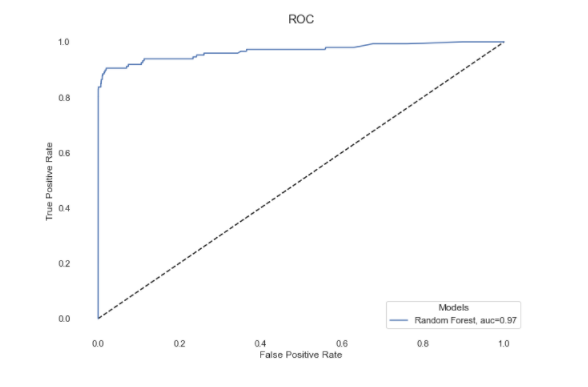 ROC
1.0
0.8
0.6
0.4
0.2
0.0
True Positive Rate
0.0 0.2 0.4 0.6 0.8 1.0
False Positive Rate
Models
Random Forest, auc=0.97